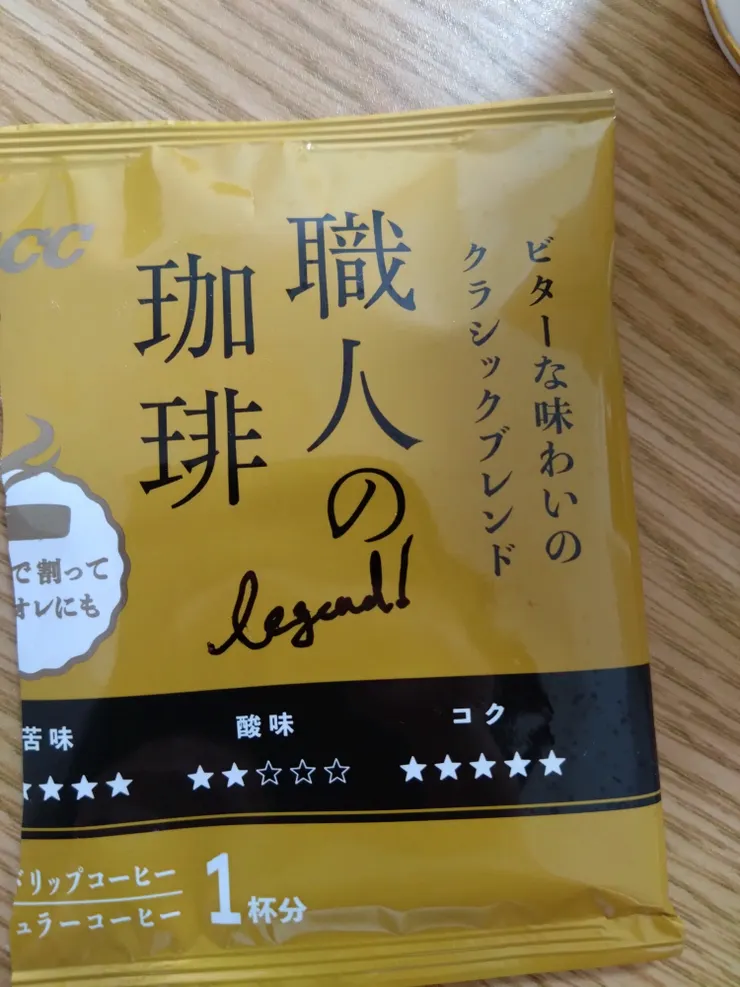 ビターな味わいの
クラシックブレンド
職人の
珈琲
legend!
CC
で割って
オレにも
苦味
酸味
コク
★★★★
★★☆☆☆
★★★★★
ドリップコーヒー
ュラーコーヒー
1杯分